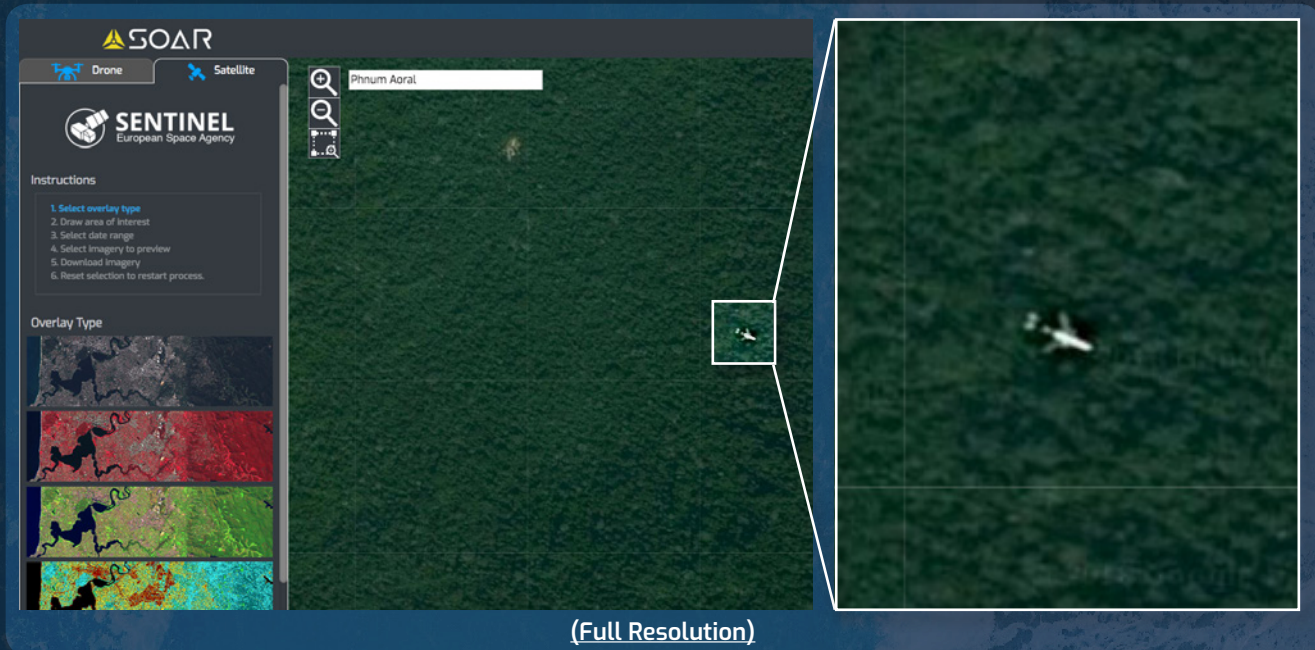 SOAR
Drone
Satellite
SENTINEL
European Space Agency
Instructions
1. Select overlay type
2. Draw area of interest
3. Select date range
4. Select imagery to preview
5. Download imagery
6. Reset selection to restart process.
Overlay Type
Phnum Aoral
(Full Resolution)